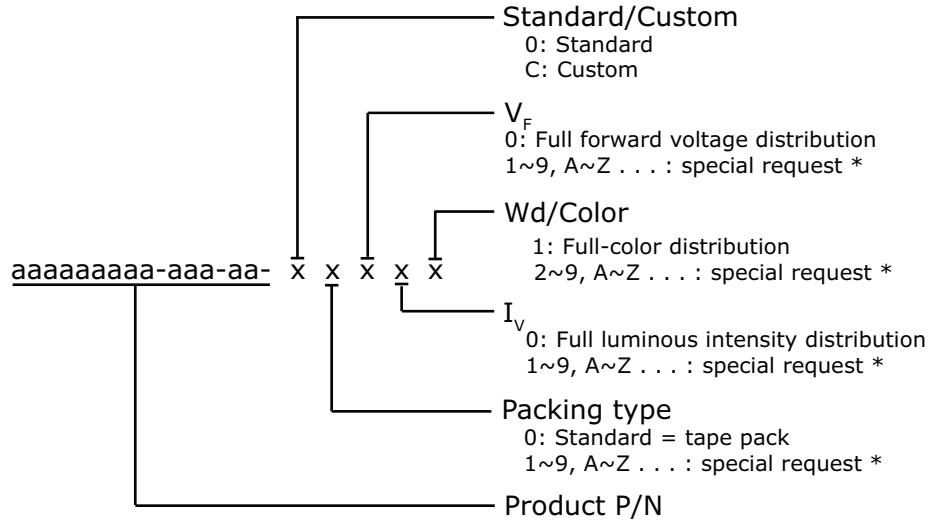 Standard/Custom
0: Standard
C: Custom
VF
0: Full forward voltage distribution
1~9, A~Z . . . : special request *
Wd/Color
1: Full-color distribution
2~9, A~Z . . . : special request *
aaaaaaaaa-aaa-aa- x x x x x
IV
0: Full luminous intensity distribution
1~9, A~Z . . . : special request *
Packing type
0: Standard = tape pack
1~9, A~Z . . . : special request *
Product P/N